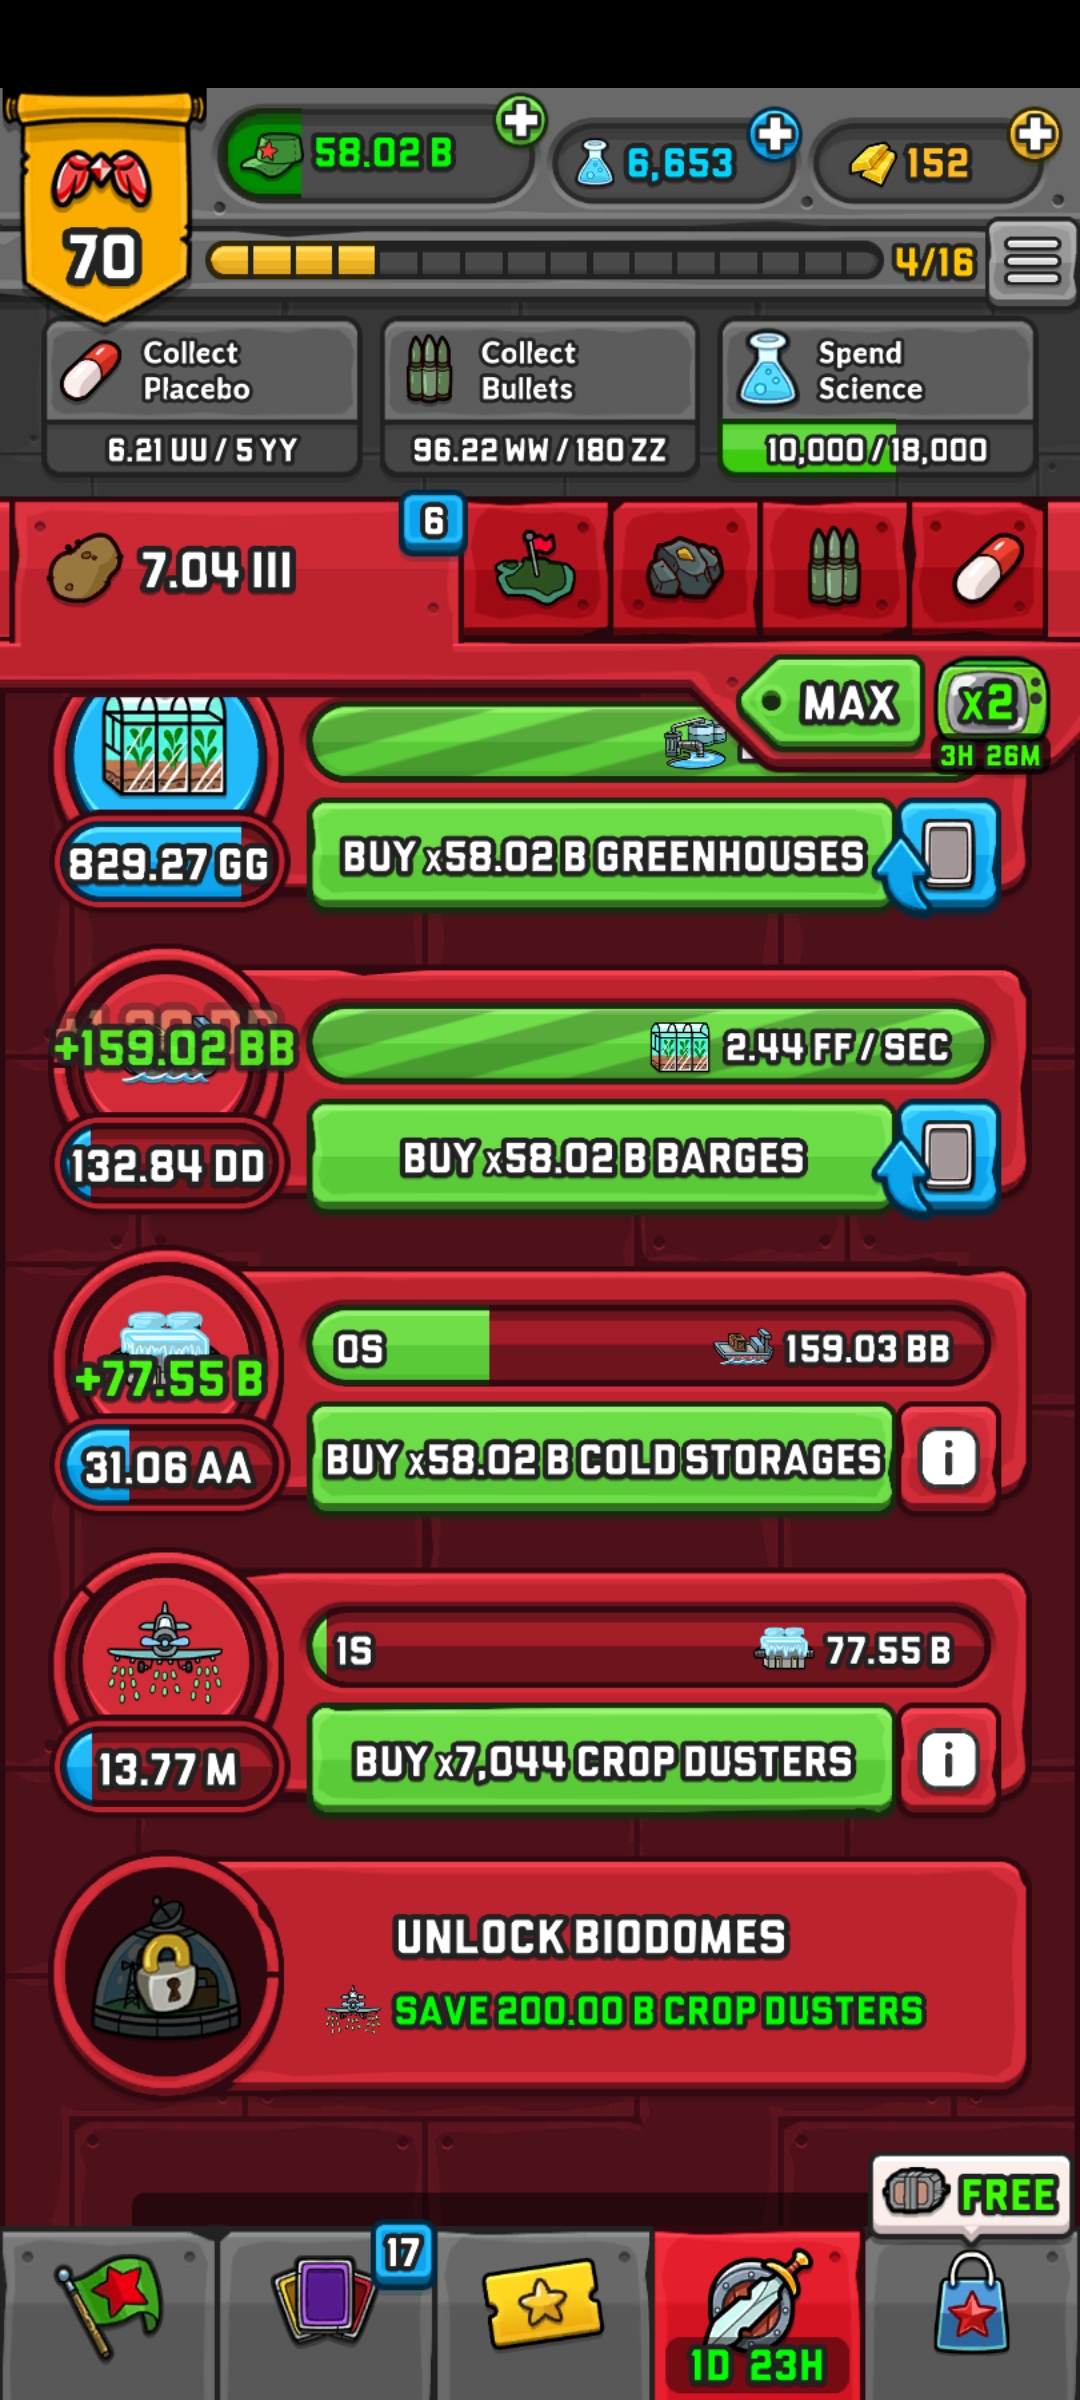 58.02 B
6,653
152
70
4/16
Collect
Placebo
6.21 UU / 5 YY
Collect
Bullets
96.22 WW / 180 ZZ
Spend
Science
10,000 / 18,000
6
7.04 III
MAX
x2
3H 26M
829.27 GG
BUY x58.02 B GREENHOUSES
+159.02 BB
2.44 FF / SEC
132.84 DD
BUY x58.02 B BARGES
0S
159.03 BB
+77.55 B
31.06 AA
BUY x58.02 B COLD STORAGES
i
1S
77.55 B
13.77 M
BUY x7,044 CROP DUSTERS
i
UNLOCK BIODOMES
SAVE 200.00 B CROP DUSTERS
FREE
17
1D 23H